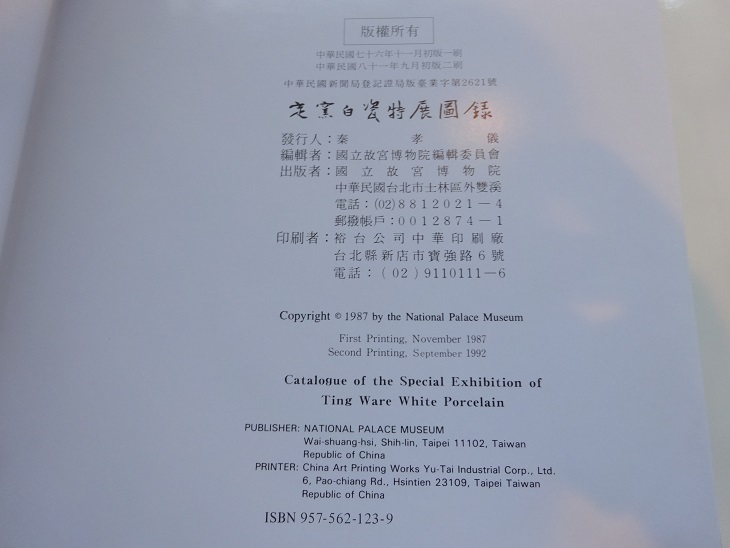 版權所有
中華民國七十六年十一月初版一刷
中華民國八十一年九月初版二刷
中華民國新聞局登記證局版臺業字第2621號
定窯白瓷特展圖錄
發行人：秦孝儀
編輯者：國立故宮博物院編輯委員會
出版者：國立故宮博物院
中華民國台北市士林區外雙溪
電話：(02)8812021－4
郵撥帳戶：0012874－1
印刷者：裕台公司中華印刷廠
台北縣新店市寶強路6號
電話：(02)9110111－6
Copyright © 1987 by the National Palace Museum
First Printing, November 1987
Second Printing, September 1992
Catalogue of the Special Exhibition of
Ting Ware White Porcelain
PUBLISHER: NATIONAL PALACE MUSEUM
Wai-shuang-hsi, Shih-lin, Taipei 11102, Taiwan
Republic of China
PRINTER: China Art Printing Works Yu-Tai Industrial Corp., Ltd.
6, Pao-chiang Rd., Hsintien 23109, Taipei Taiwan
Republic of China
ISBN 957-562-123-9